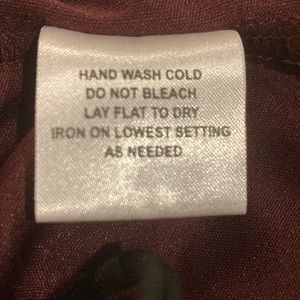 HAND WASH COLD
DO NOT BLEACH
LAY FLAT TO DRY
IRON ON LOWEST SETTING
AS NEEDED